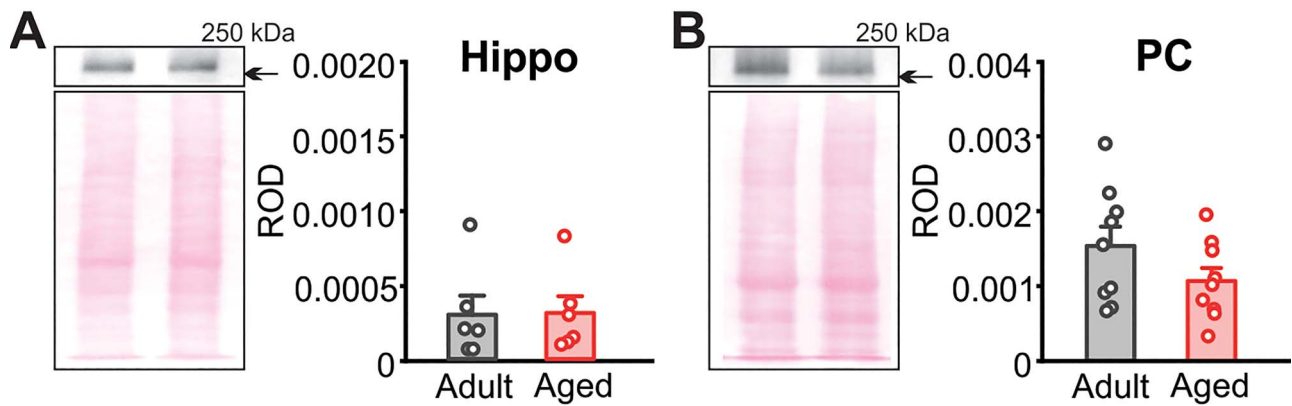 A
250 kDa
Hippo
0.0020
0.0015
0.0010
0.0005
0
ROD
Adult Aged
B
250 kDa
PC
0.004
0.003
0.002
0.001
0
ROD
Adult Aged